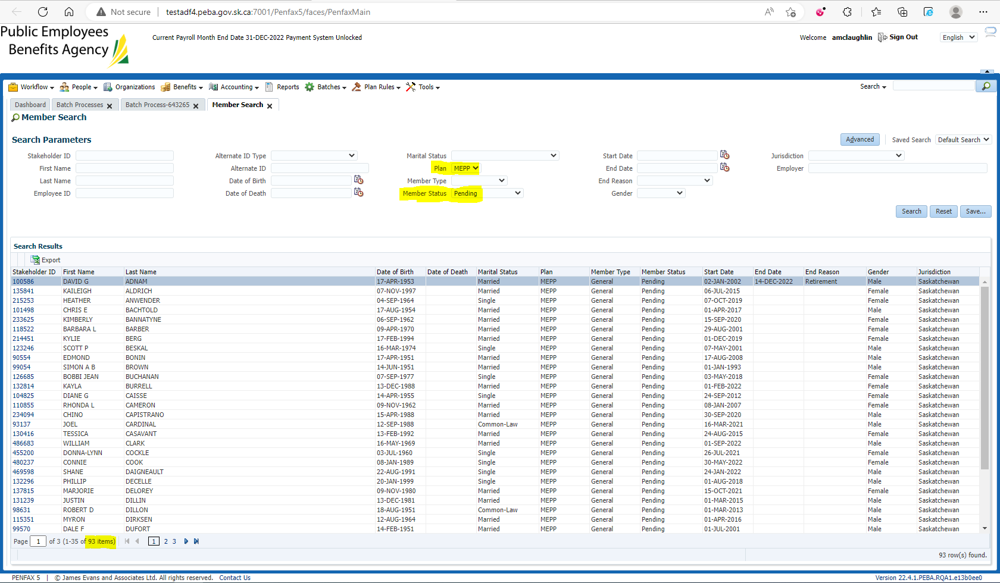 Not secure | testadf4.peba.gov.sk.ca:7001/Penfax5/faces/PenfaxMain
Public Employees
Benefits Agency
Current Payroll Month End Date 31-DEC-2022 Payment System Unlocked
Welcome amclaughlin Sign Out English
Workflow People Organizations Benefits Accounting Reports Batches Plan Rules Tools Search
Dashboard Batch Processes Batch Process-643265 Member Search
Member Search
Search Parameters Advanced Saved Search Default Search
Stakeholder ID Alternate ID Type Marital Status Start Date Jurisdiction
First Name Alternate ID Plan MEPP End Date Employer
Last Name Date of Birth Member Type End Reason
Employee ID Date of Death Member Status Pending Gender
Search Reset Save...
Search Results
Export
Stakeholder ID First Name Last Name Date of Birth Date of Death Marital Status Plan Member Type Member Status Start Date End Date End Reason Gender Jurisdiction
100586 DAVID G ADNAM 17-APR-1953 Married MEPP General Pending 02-JAN-2002 14-DEC-2022 Retirement Male Saskatchewan
135841 KAILEIGH ALDRICH 07-NOV-1997 Married MEPP General Pending 06-JUL-2015 Female Saskatchewan
215253 HEATHER ANWENDER 04-SEP-1964 Single MEPP General Pending 07-OCT-2019 Female Saskatchewan
101498 CHRIS E BACHTOLD 17-AUG-1954 Married MEPP General Pending 01-APR-2017 Male Saskatchewan
233625 KIMBERLY BANNATYNE 06-SEP-1962 Married MEPP General Pending 15-SEP-2020 Female Saskatchewan
118522 BARBARA L BARBER 09-APR-1970 Married MEPP General Pending 29-AUG-2001 Female Saskatchewan
214451 KYLIE BERG 17-FEB-1994 Married MEPP General Pending 01-DEC-2019 Female Saskatchewan
123246 SCOTT P BESKAL 16-MAR-1974 Single MEPP General Pending 07-MAY-2001 Male Saskatchewan
90554 EDMOND BONIN 17-APR-1951 Married MEPP General Pending 17-AUG-2008 Male Saskatchewan
99054 SIMON A B BROWN 14-JUN-1951 Married MEPP General Pending 01-JAN-1993 Male Saskatchewan
126685 BOBBI JEAN BUCHANAN 07-SEP-1977 Single MEPP General Pending 03-MAY-2018 Female Saskatchewan
132814 KAYLA BURRELL 13-DEC-1988 Married MEPP General Pending 01-FEB-2022 Female Saskatchewan
104825 DIANE G CAISSE 14-APR-1955 Single MEPP General Pending 24-SEP-2012 Female Saskatchewan
110855 RHONDA L CAMERON 09-NOV-1962 Married MEPP General Pending 08-JAN-2007 Female Saskatchewan
234094 CHINO CAPISTRANO 15-APR-1988 Married MEPP General Pending 30-SEP-2020 Male Saskatchewan
93137 JOEL CARDINAL 12-SEP-1988 Common-Law MEPP General Pending 16-MAR-2021 Male Saskatchewan
130416 TESSICA CASAVANT 13-FEB-1992 Married MEPP General Pending 24-AUG-2015 Female Saskatchewan
486683 WILLIAM CLARK 16-MAY-1969 Married MEPP General Pending 01-SEP-2022 Male Saskatchewan
455200 DONNA-LYNN COCKLE 03-JUL-1960 Single MEPP General Pending 26-JUL-2021 Female Saskatchewan
480237 CONNIE COOK 08-JAN-1989 Single MEPP General Pending 30-MAY-2022 Female Saskatchewan
469598 SHANE DAIGNEAULT 22-AUG-1991 Single MEPP General Pending 24-JAN-2022 Male Saskatchewan
132296 PHILLIP DECELLE 20-JAN-1999 Single MEPP General Pending 01-AUG-2018 Male Saskatchewan
137815 MARJORIE DELOREY 09-NOV-1980 Married MEPP General Pending 15-OCT-2021 Female Saskatchewan
131239 JUSTIN DILLIN 13-DEC-1981 Married MEPP General Pending 01-MAR-2015 Male Saskatchewan
98631 ROBERT D DILLON 18-AUG-1951 Common-Law MEPP General Pending 01-MAR-2013 Male Saskatchewan
115351 MYRON DIRKSEN 12-AUG-1964 Married MEPP General Pending 01-APR-2016 Male Saskatchewan
99570 DALE F DUFORT 14-FEB-1951 Married MEPP General Pending 01-JUL-2001 Male Saskatchewan
Page 1 of 3 (1-35 of 93 items) 1 2 3
93 row(s) found.
PENFAX 5 | © James Evans and Associates Ltd. All rights reserved. Contact Us Version 22.4.1.PEBA.RQA1.e13b0ee0